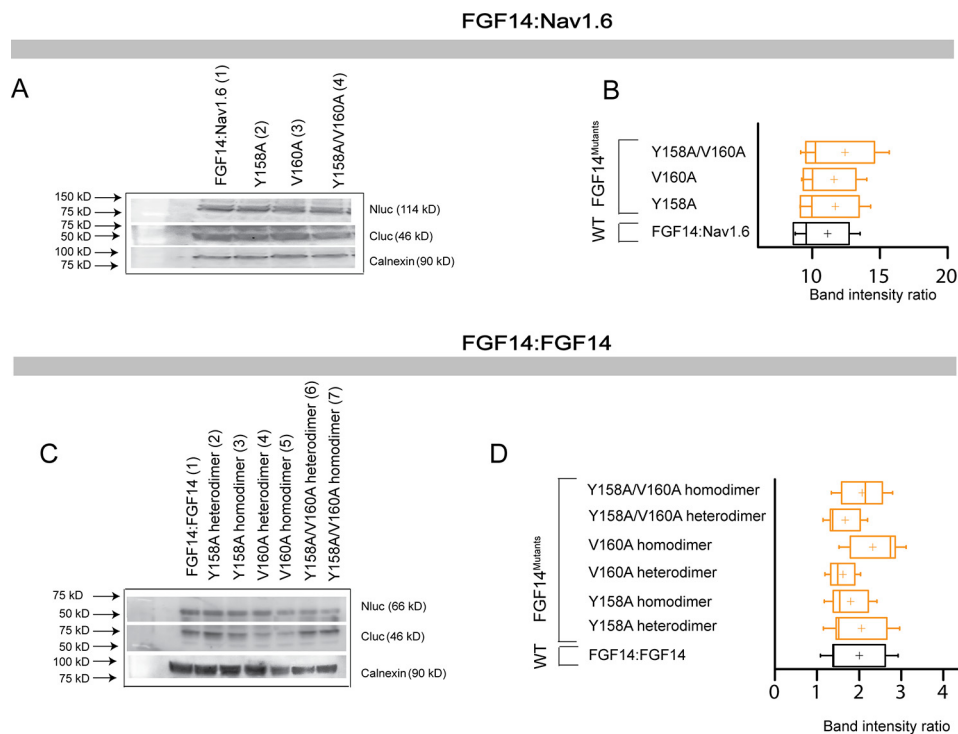 FGF14:Nav1.6
A
FGF14:Nav1.6 (1)
Y158A (2)
V160A (3)
Y158A/V160A (4)
150 kD
75 kD
75 kD
50 kD
100 kD
75 kD
Nluc (114 kD)
Cluc (46 kD)
Calnexin (90 kD)
B
FGF14Mutants
WT
Y158A/V160A
V160A
Y158A
FGF14:Nav1.6
10 15 20
Band intensity ratio
FGF14:FGF14
C
FGF14:FGF14 (1)
Y158A heterodimer (2)
Y158A homodimer (3)
V160A heterodimer (4)
V160A homodimer (5)
Y158A/V160A heterodimer (6)
Y158A/V160A homodimer (7)
75 kD
50 kD
75 kD
50 kD
100 kD
75 kD
Nluc (66 kD)
Cluc (46 kD)
Calnexin (90 kD)
D
FGF14Mutants
WT
Y158A/V160A homodimer
Y158A/V160A heterodimer
V160A homodimer
V160A heterodimer
Y158A homodimer
Y158A heterodimer
FGF14:FGF14
0 1 2 3 4
Band intensity ratio